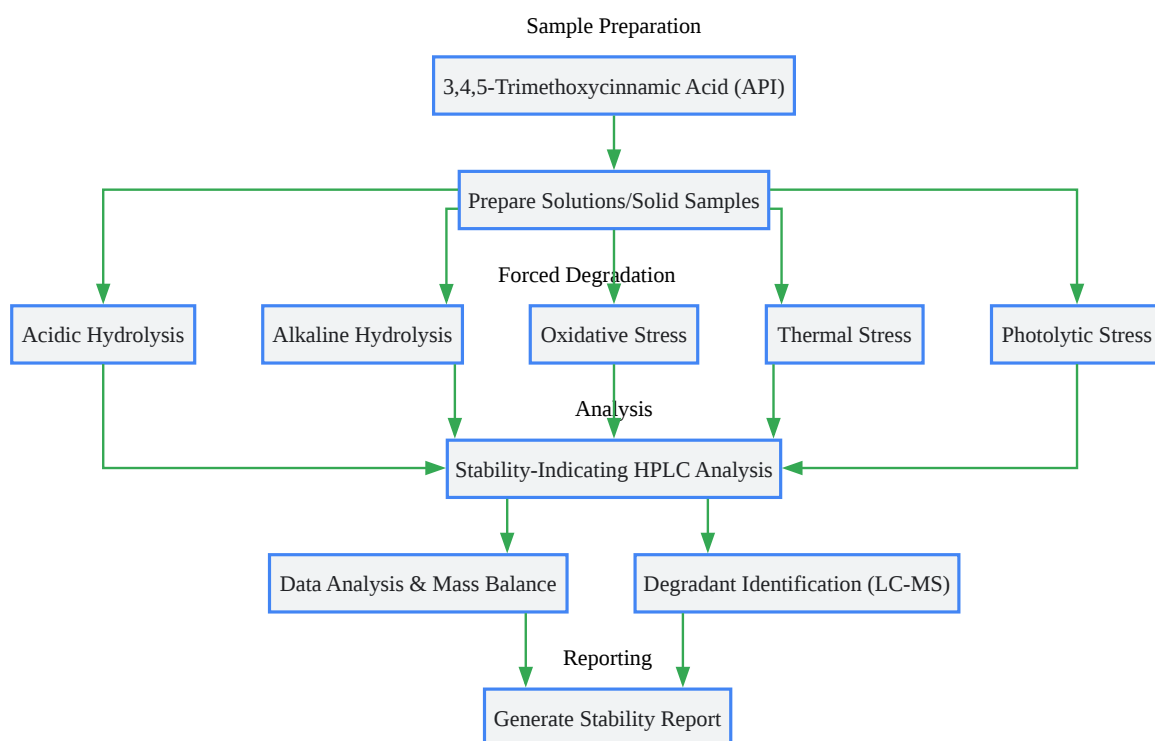 Sample Preparation
3,4,5-Trimethoxycinnamic Acid (API)
Prepare Solutions/Solid Samples
Forced Degradation
Acidic Hydrolysis
Alkaline Hydrolysis
Oxidative Stress
Thermal Stress
Photolytic Stress
Analysis
Stability-Indicating HPLC Analysis
Data Analysis & Mass Balance
Degradant Identification (LC-MS)
Reporting
Generate Stability Report